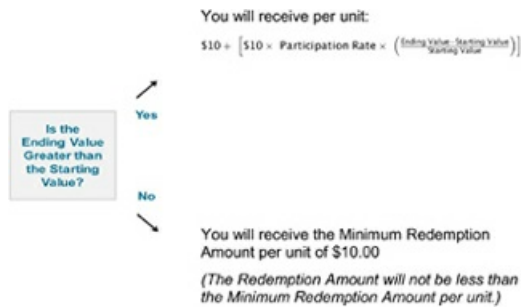 You will receive per unit:
$10 + [$10 × Participation Rate × (Ending Value - Starting Value / Starting Value)]
Yes
Is the
Ending Value
Greater than
the Starting
Value?
No
You will receive the Minimum Redemption
Amount per unit of $10.00
(The Redemption Amount will not be less than
the Minimum Redemption Amount per unit.)